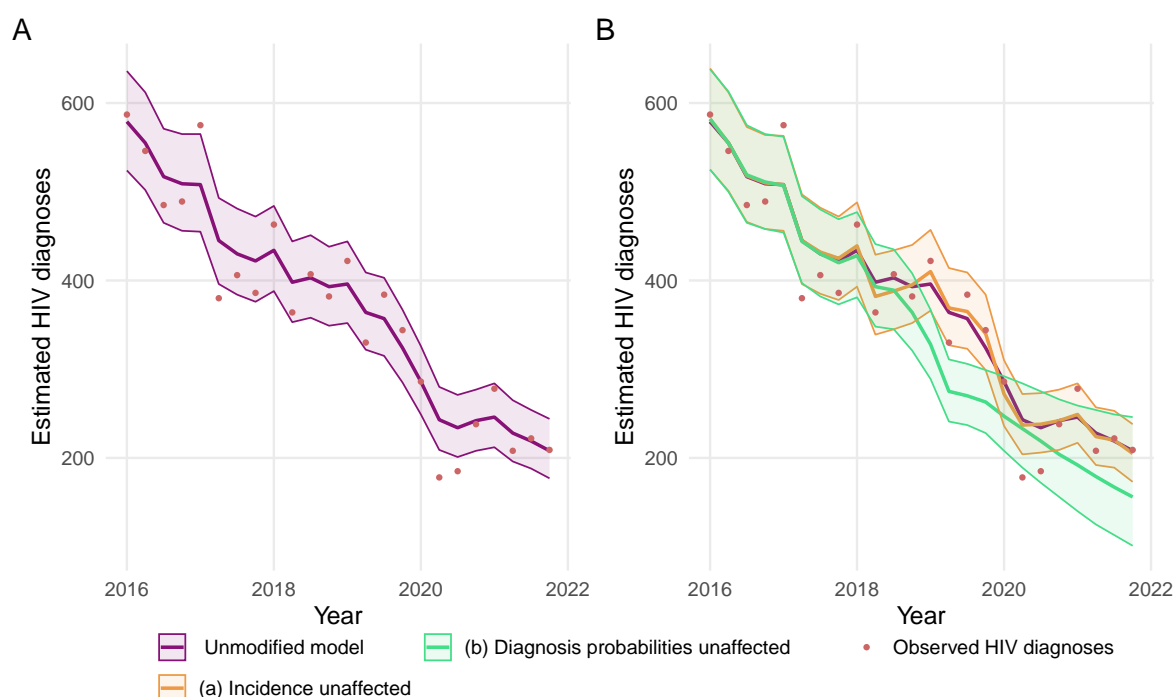 A
B
Estimated HIV diagnoses
600
400
200
2016
2018
2020
2022
Year
Estimated HIV diagnoses
600
400
200
2016
2018
2020
2022
Year
Unmodified model
(b) Diagnosis probabilities unaffected
Observed HIV diagnoses
(a) Incidence unaffected